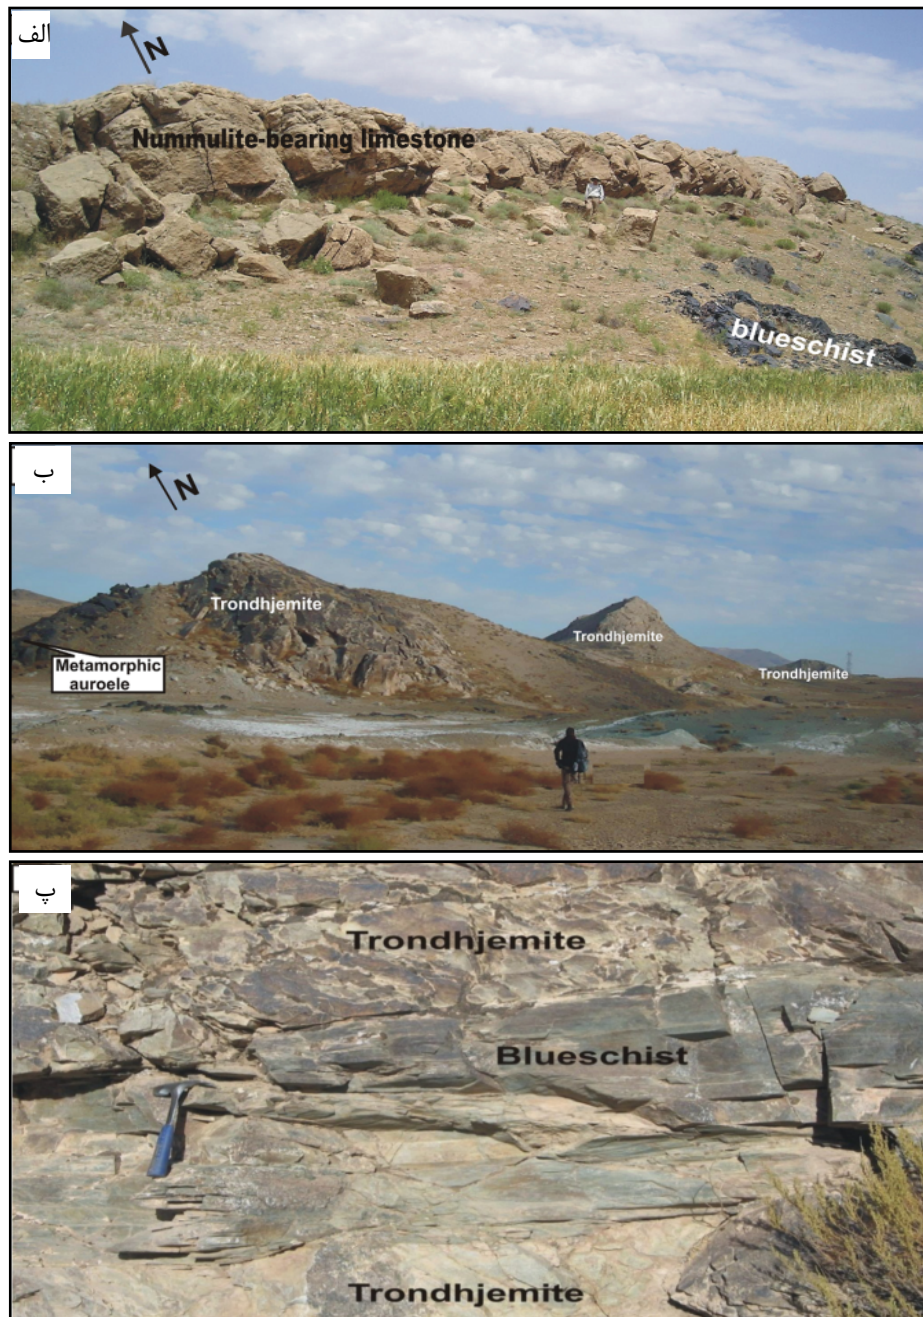 الف
N
Nummulite-bearing limestone
blueschist
ب
N
Trondhjemite
Trondhjemite
Trondhjemite
Metamorphic
auroele
پ
Trondhjemite
Blueschist
Trondhjemite